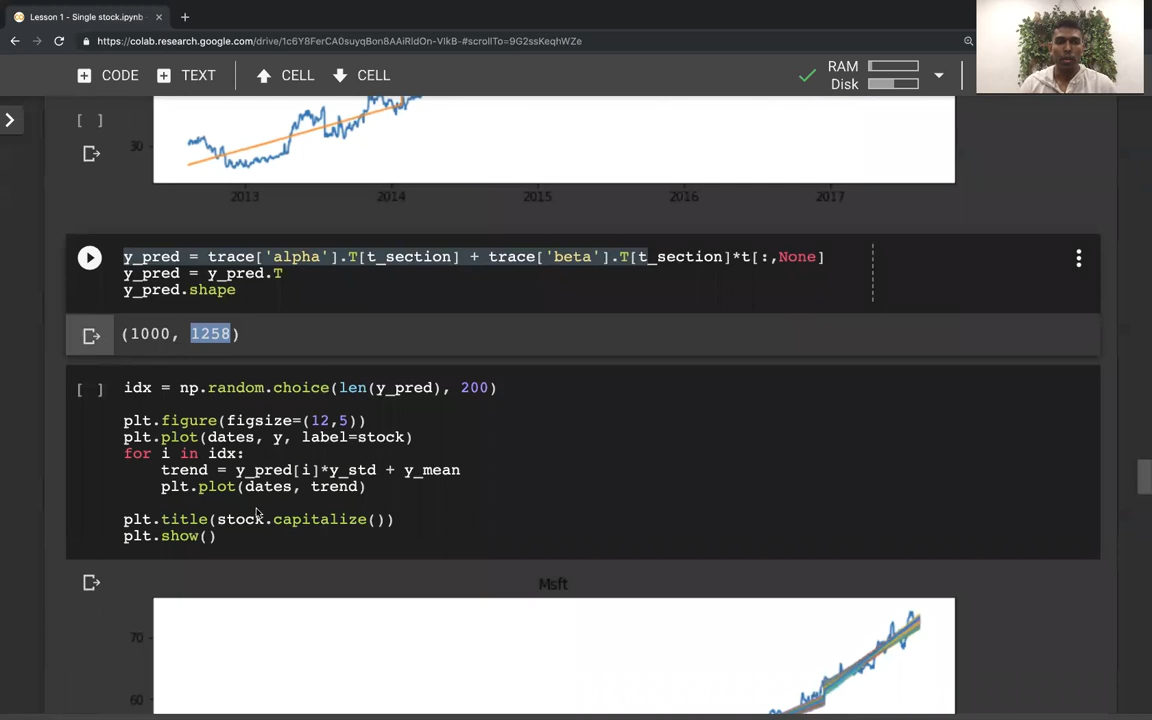 Lesson 1 - Single stock.ipynb
https://colab.research.google.com/drive/1c6Y8FerCA0suyqBon8AAiRIdOn-VIkB-#scrollTo=9G2ssKeqhWZe
CODE TEXT CELL CELL RAM
Disk
[ ]
30
2013 2014 2015 2016 2017
y_pred = trace['alpha'].T[t_section] + trace['beta'].T[t_section]*t[:,None]
y_pred = y_pred.T
y_pred.shape
(1000, 1258)
[ ] idx = np.random.choice(len(y_pred), 200)
plt.figure(figsize=(12,5))
plt.plot(dates, y, label=stock)
for i in idx:
trend = y_pred[i]*y_std + y_mean
plt.plot(dates, trend)
plt.title(stock.capitalize())
plt.show()
Msft
70
60